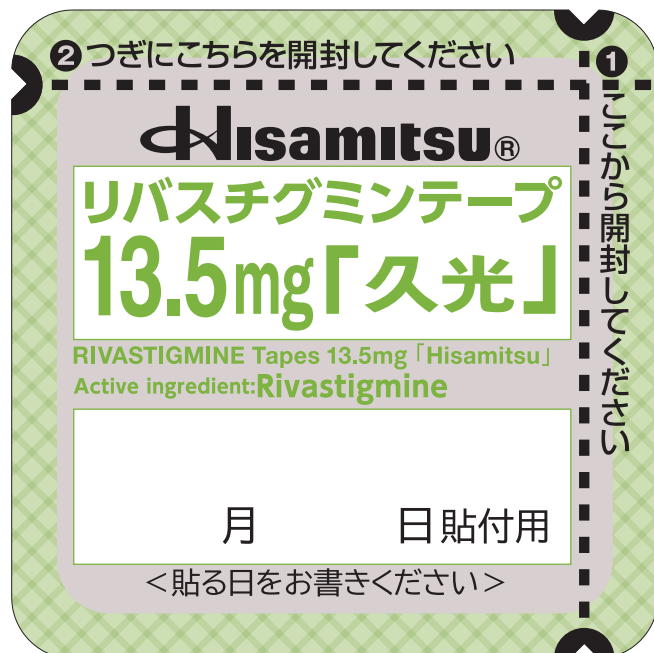 ❷つぎにこちらを開封してください
❶ここから開封してください
Hisamitsu®
リバスチグミンテープ
13.5mg「久光」
RIVASTIGMINE Tapes 13.5mg「Hisamitsu」
Active ingredient:Rivastigmine
月 日貼付用
<貼る日をお書きください>